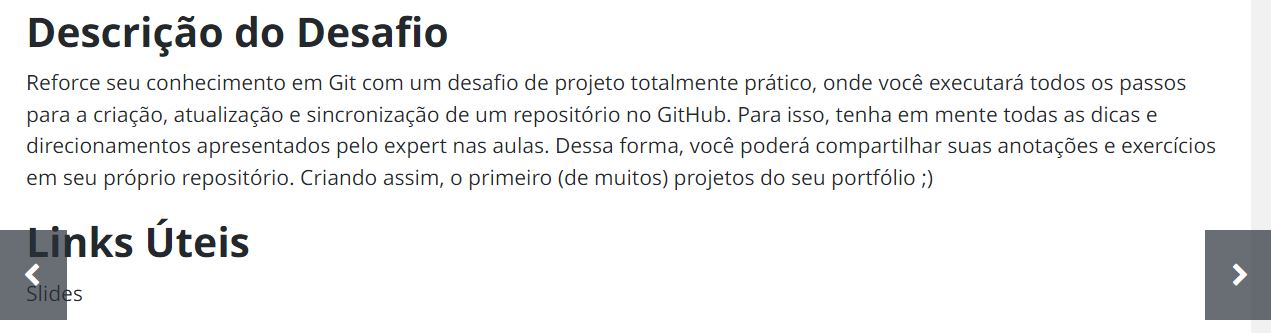 Descrição do Desafio
Reforce seu conhecimento em Git com um desafio de projeto totalmente prático, onde você executará todos os passos
para a criação, atualização e sincronização de um repositório no GitHub. Para isso, tenha em mente todas as dicas e
direcionamentos apresentados pelo expert nas aulas. Dessa forma, você poderá compartilhar suas anotações e exercícios
em seu próprio repositório. Criando assim, o primeiro (de muitos) projetos do seu portfólio ;)
Links Úteis
Slides